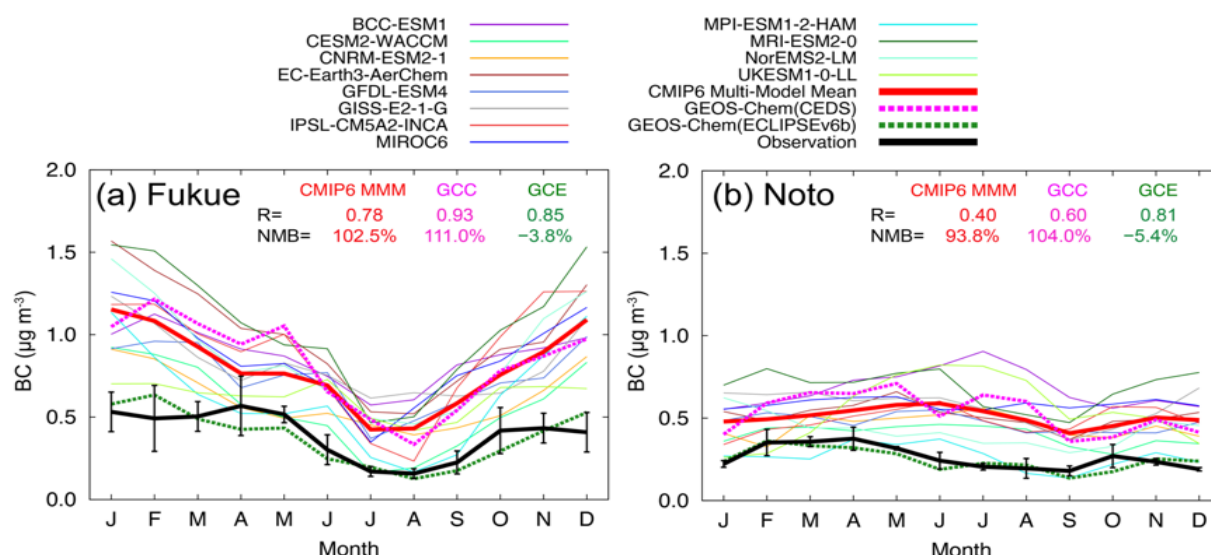 BCC-ESM1
CESM2-WACCM
CNRM-ESM2-1
EC-Earth3-AerChem
GFDL-ESM4
GISS-E2-1-G
IPSL-CM5A2-INCA
MIROC6
MPI-ESM1-2-HAM
MRI-ESM2-0
NorEMS2-LM
UKESM1-0-LL
CMIP6 Multi-Model Mean
GEOS-Chem(CEDS)
GEOS-Chem(ECLIPSEv6b)
Observation
(a) Fukue
CMIP6 MMM GCC GCE
R= 0.78 0.93 0.85
NMB= 102.5% 111.0% −3.8%
BC (μg m-3)
2.0
1.5
1.0
0.5
0.0
J F M A M J J A S O N D
Month
(b) Noto
CMIP6 MMM GCC GCE
R= 0.40 0.60 0.81
NMB= 93.8% 104.0% −5.4%
BC (μg m-3)
2.0
1.5
1.0
0.5
0.0
J F M A M J J A S O N D
Month